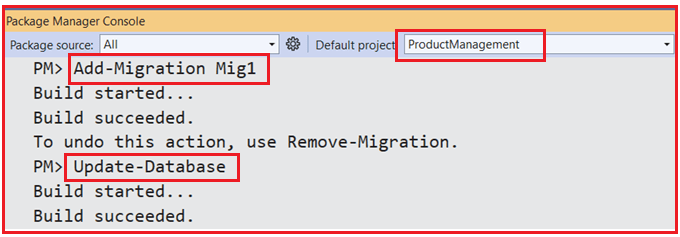 Package Manager Console
Package source: All Default project ProductManagement
PM> Add-Migration Mig1
Build started...
Build succeeded.
To undo this action, use Remove-Migration.
PM> Update-Database
Build started...
Build succeeded.